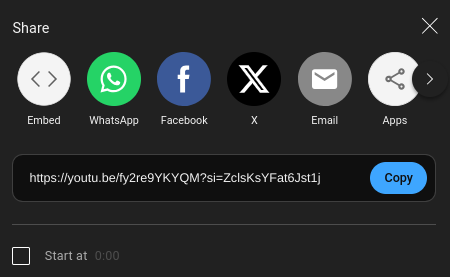 Share
Embed WhatsApp Facebook X Email Apps
https://youtu.be/fy2re9YKYQM?si=ZclsKsYFat6Jst1j Copy
Start at 0:00